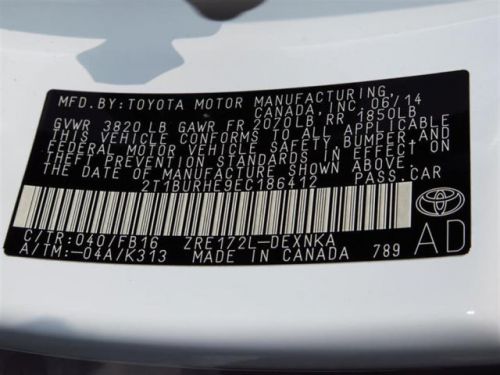 MFD.BY:TOYOTA MOTOR MANUFACTURING,
CANADA,INC.06/14
GVWR 3820LB GAWR FR 2070LB RR 1850LB
THIS VEHICLE CONFORMS TO ALL APPLICABLE
FEDERAL MOTOR VEHICLE SAFETY, BUMPER, AND
THEFT PREVENTION STANDARDS IN EFFECT ON
THE DATE OF MANUFACTURE SHOWN ABOVE.
2T1BURHE9EC186412 PASS.CAR
C/TR:040/FB16 ZRE172L-DEXNKA
A/TM:-04A/K313 MADE IN CANADA 789
AD